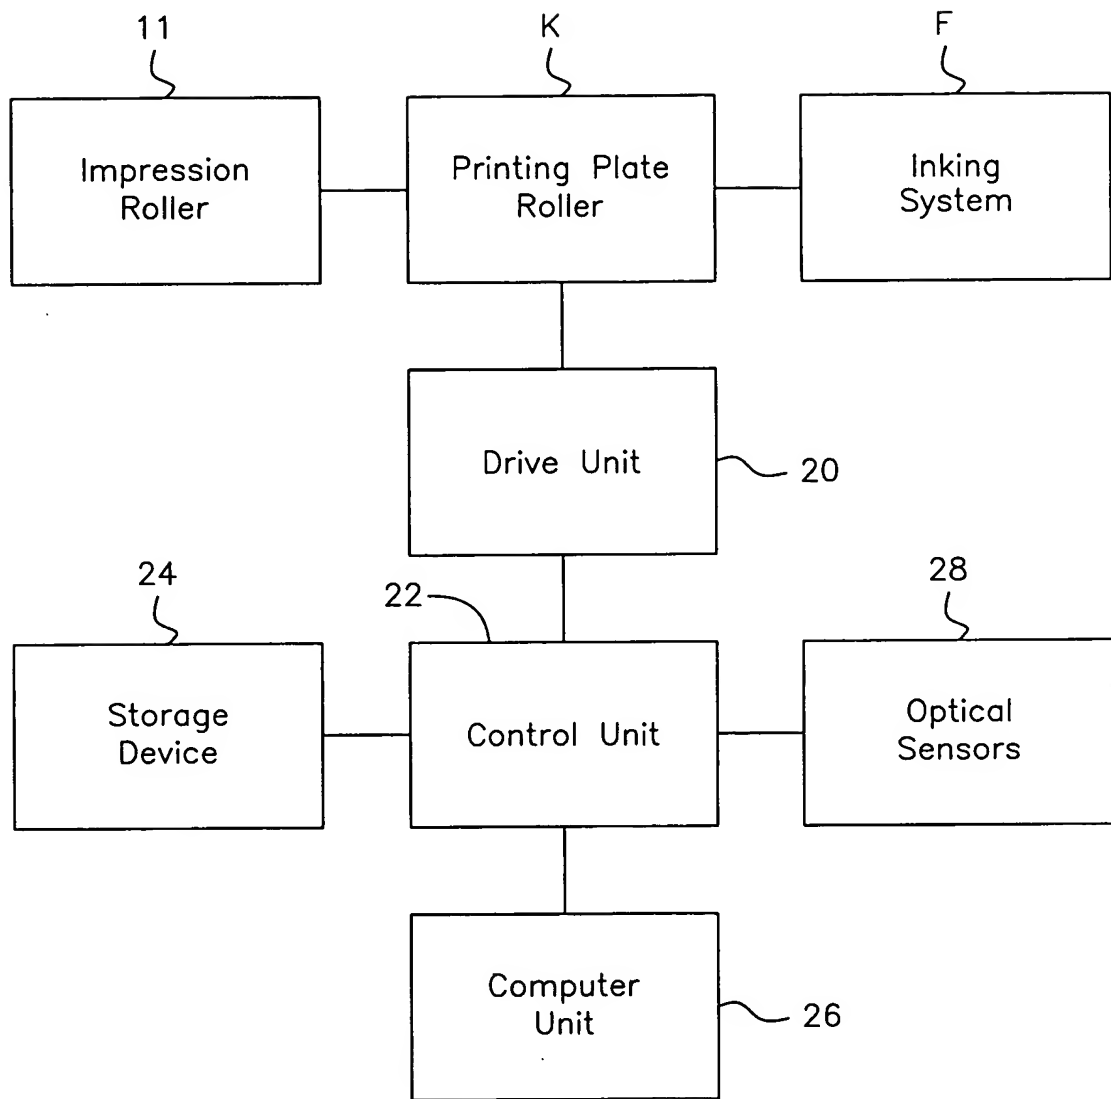 11
K
F
Impression
Roller
Printing Plate
Roller
Inking
System
Drive Unit
20
24
22
28
Storage
Device
Control Unit
Optical
Sensors
Computer
Unit
26